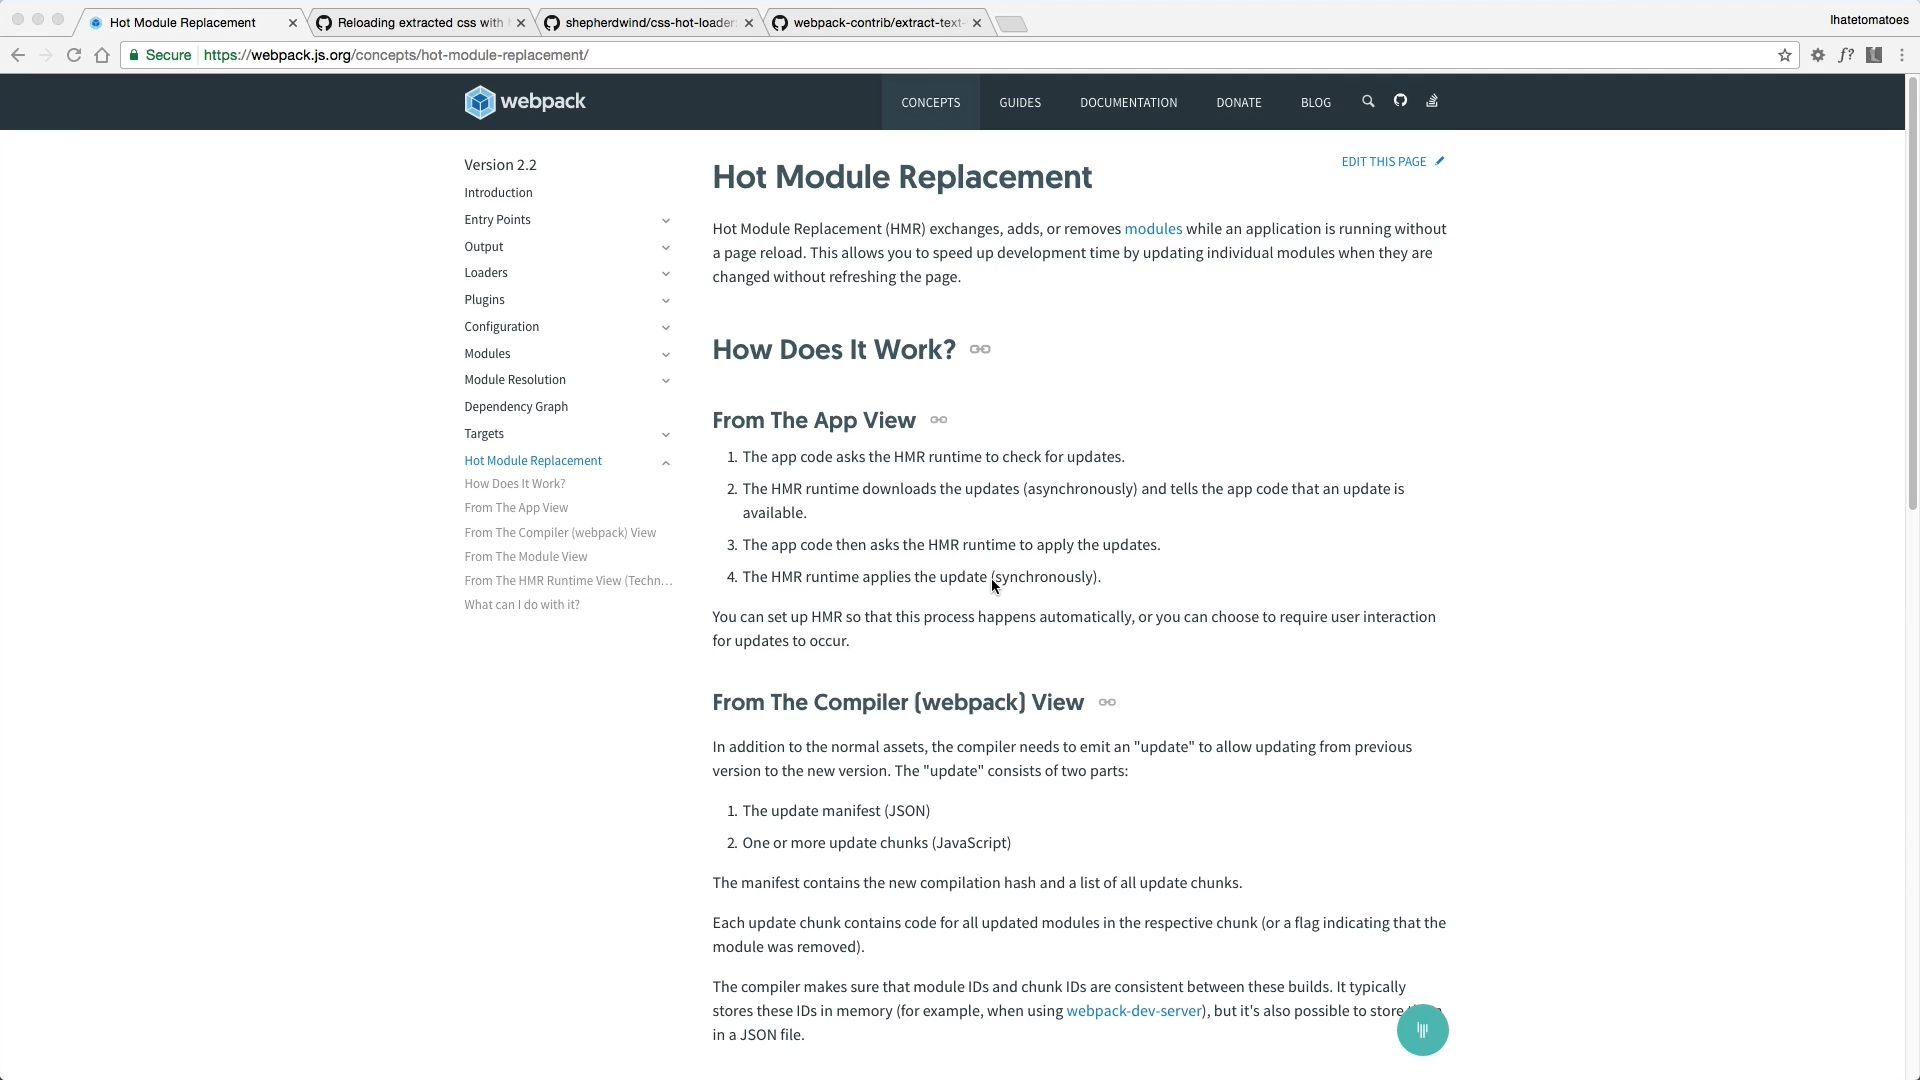 Hot Module Replacement
Reloading extracted css with h
shepherdwind/css-hot-loader:
webpack-contrib/extract-text-
Ihatetomatoes
Secure
https://webpack.js.org/concepts/hot-module-replacement/
f?
webpack
CONCEPTS
GUIDES
DOCUMENTATION
DONATE
BLOG
Version 2.2
Introduction
Entry Points
Output
Loaders
Plugins
Configuration
Modules
Module Resolution
Dependency Graph
Targets
Hot Module Replacement
How Does It Work?
From The App View
From The Compiler (webpack) View
From The Module View
From The HMR Runtime View (Techn…
What can I do with it?
EDIT THIS PAGE
Hot Module Replacement
Hot Module Replacement (HMR) exchanges, adds, or removes modules while an application is running without
a page reload. This allows you to speed up development time by updating individual modules when they are
changed without refreshing the page.
How Does It Work?
From The App View
1. The app code asks the HMR runtime to check for updates.
2. The HMR runtime downloads the updates (asynchronously) and tells the app code that an update is
available.
3. The app code then asks the HMR runtime to apply the updates.
4. The HMR runtime applies the update (synchronously).
You can set up HMR so that this process happens automatically, or you can choose to require user interaction
for updates to occur.
From The Compiler (webpack) View
In addition to the normal assets, the compiler needs to emit an "update" to allow updating from previous
version to the new version. The "update" consists of two parts:
1. The update manifest (JSON)
2. One or more update chunks (JavaScript)
The manifest contains the new compilation hash and a list of all update chunks.
Each update chunk contains code for all updated modules in the respective chunk (or a flag indicating that the
module was removed).
The compiler makes sure that module IDs and chunk IDs are consistent between these builds. It typically
stores these IDs in memory (for example, when using webpack-dev-server), but it's also possible to store
in a JSON file.